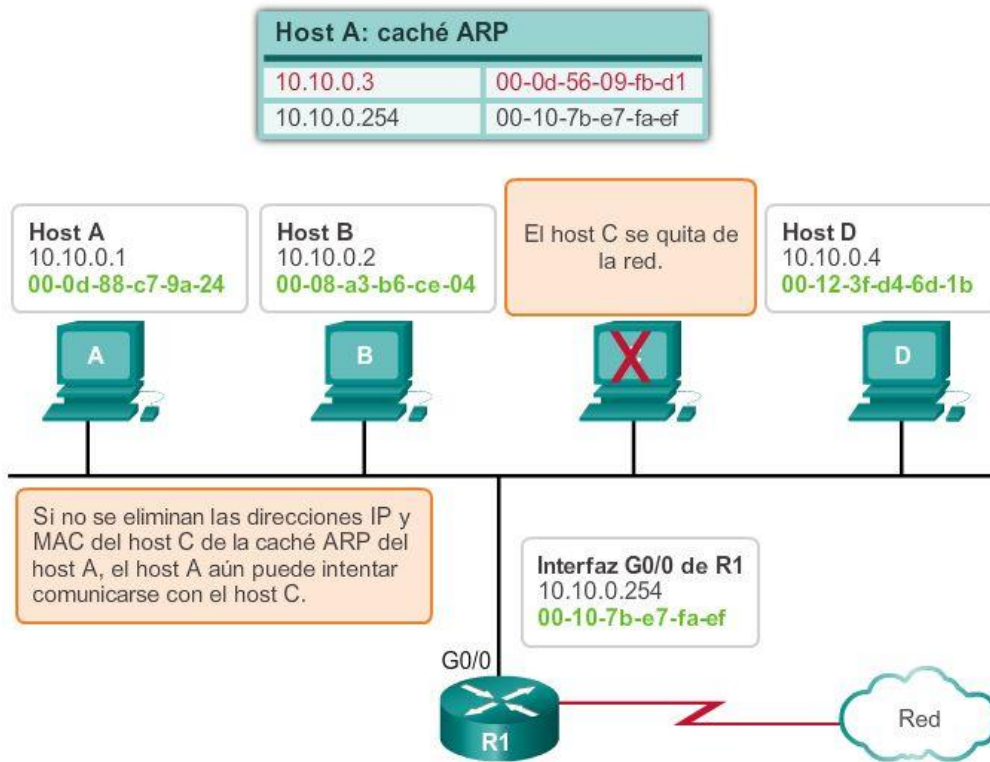 Host A: caché ARP
10.10.0.3 00-0d-56-09-fb-d1
10.10.0.254 00-10-7b-e7-fa-ef
Host A
10.10.0.1
00-0d-88-c7-9a-24
Host B
10.10.0.2
00-08-a3-b6-ce-04
El host C se quita de
la red.
Host D
10.10.0.4
00-12-3f-d4-6d-1b
A
B
X
D
Si no se eliminan las direcciones IP y
MAC del host C de la caché ARP del
host A, el host A aún puede intentar
comunicarse con el host C.
Interfaz G0/0 de R1
10.10.0.254
00-10-7b-e7-fa-ef
G0/0
R1
Red